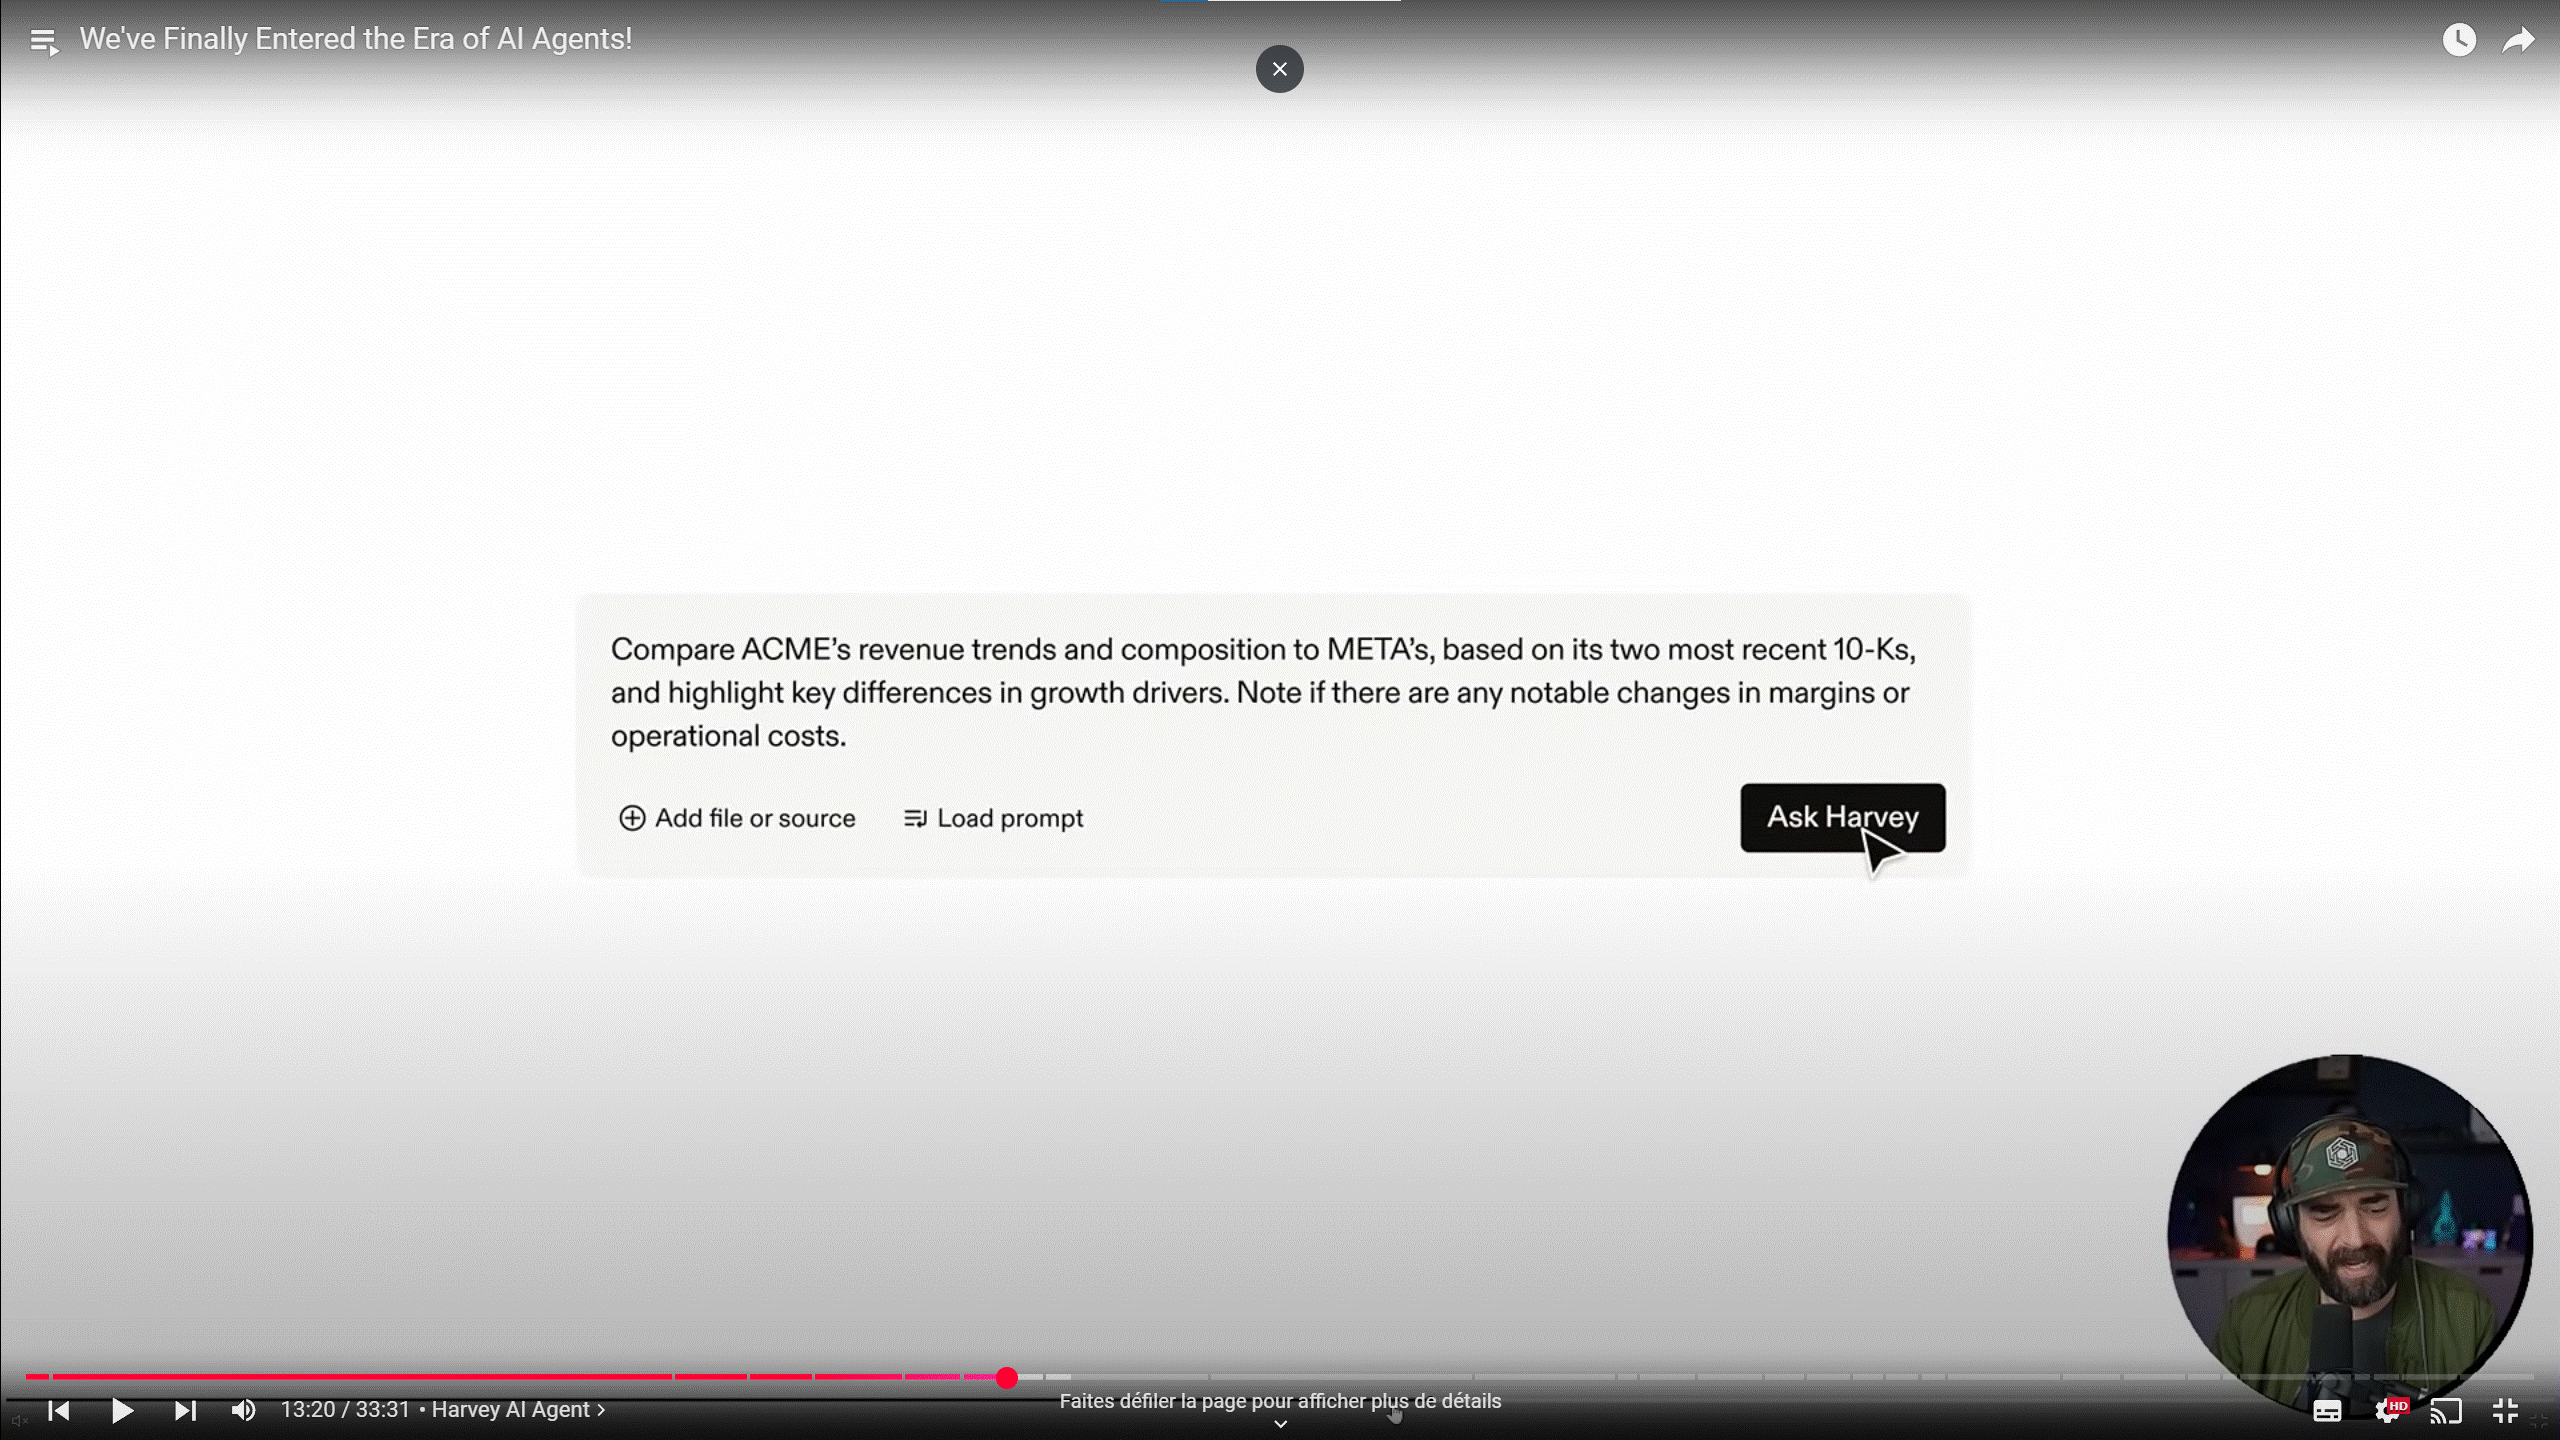 We've Finally Entered the Era of AI Agents!
Compare ACME’s revenue trends and composition to META’s, based on its two most recent 10-Ks,
and highlight key differences in growth drivers. Note if there are any notable changes in margins or
operational costs.
Add file or source
Load prompt
Ask Harvey
13:20 / 33:31 • Harvey AI Agent ›
Faites défiler la page pour afficher plus de détails
HD